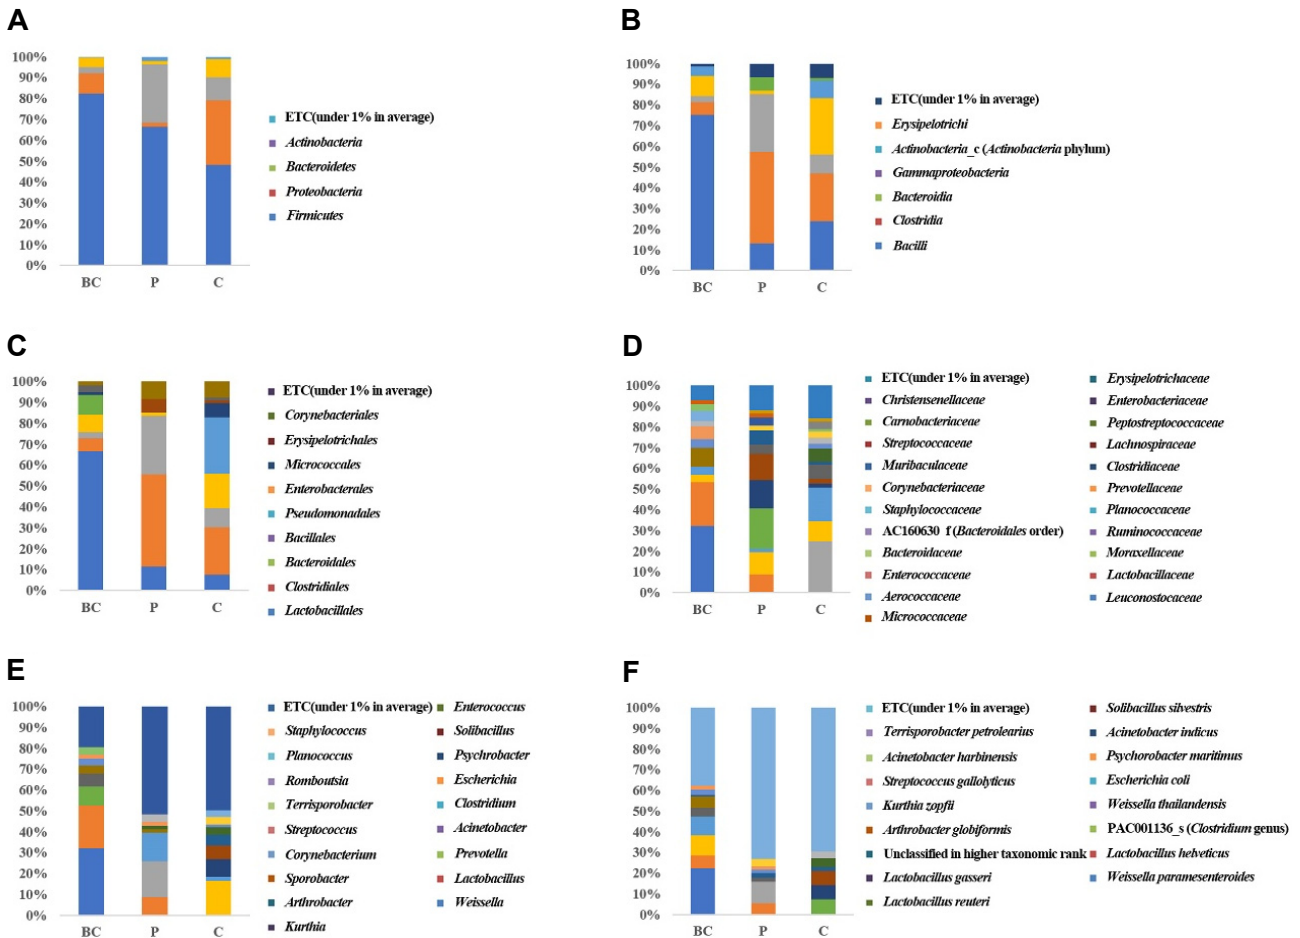 A
100%
90%
80%
70%
60%
50%
40%
30%
20%
10%
0%
BC P C
ETC(under 1% in average)
Actinobacteria
Bacteroidetes
Proteobacteria
Firmicutes
B
100%
90%
80%
70%
60%
50%
40%
30%
20%
10%
0%
BC P C
ETC(under 1% in average)
Erysipelotrichi
Actinobacteria_c (Actinobacteria phylum)
Gammaproteobacteria
Bacteroidia
Clostridia
Bacilli
C
100%
90%
80%
70%
60%
50%
40%
30%
20%
10%
0%
BC P C
ETC(under 1% in average)
Corynebacteriales
Erysipelotrichales
Micrococcales
Enterobacterales
Pseudomonadales
Bacillales
Bacteroidales
Clostridiales
Lactobacillales
D
100%
90%
80%
70%
60%
50%
40%
30%
20%
10%
0%
BC P C
ETC(under 1% in average)
Christensenellaceae
Carnobacteriaceae
Streptococcaceae
Muribaculaceae
Corynebacteriaceae
Staphylococcaceae
AC160630_f (Bacteroidales order)
Bacteroidaceae
Enterococcaceae
Aerococcaceae
Micrococcaceae
Erysipelotrichaceae
Enterobacteriaceae
Peptostreptococcaceae
Lachnospiraceae
Clostridiaceae
Prevotellaceae
Planococcaceae
Ruminococcaceae
Moraxellaceae
Lactobacillaceae
Leuconostocaceae
E
100%
90%
80%
70%
60%
50%
40%
30%
20%
10%
0%
BC P C
ETC(under 1% in average)
Staphylococcus
Planococcus
Romboutsia
Terrisporobacter
Streptococcus
Corynebacterium
Sporobacter
Arthrobacter
Kurthia
Enterococcus
Solibacillus
Psychrobacter
Escherichia
Clostridium
Acinetobacter
Prevotella
Lactobacillus
Weissella
F
100%
90%
80%
70%
60%
50%
40%
30%
20%
10%
0%
BC P C
ETC(under 1% in average)
Terrisporobacter petrolearius
Acinetobacter harbinensis
Streptococcus gallolyticus
Kurthia zopfii
Arthrobacter globiformis
Unclassified in higher taxonomic rank
Lactobacillus gasseri
Lactobacillus reuteri
Solibacillus silvestris
Acinetobacter indicus
Psychorobacter maritimus
Escherichia coli
Weissella thailandensis
PAC001136_s (Clostridium genus)
Lactobacillus helveticus
Weissella paramesenteroides